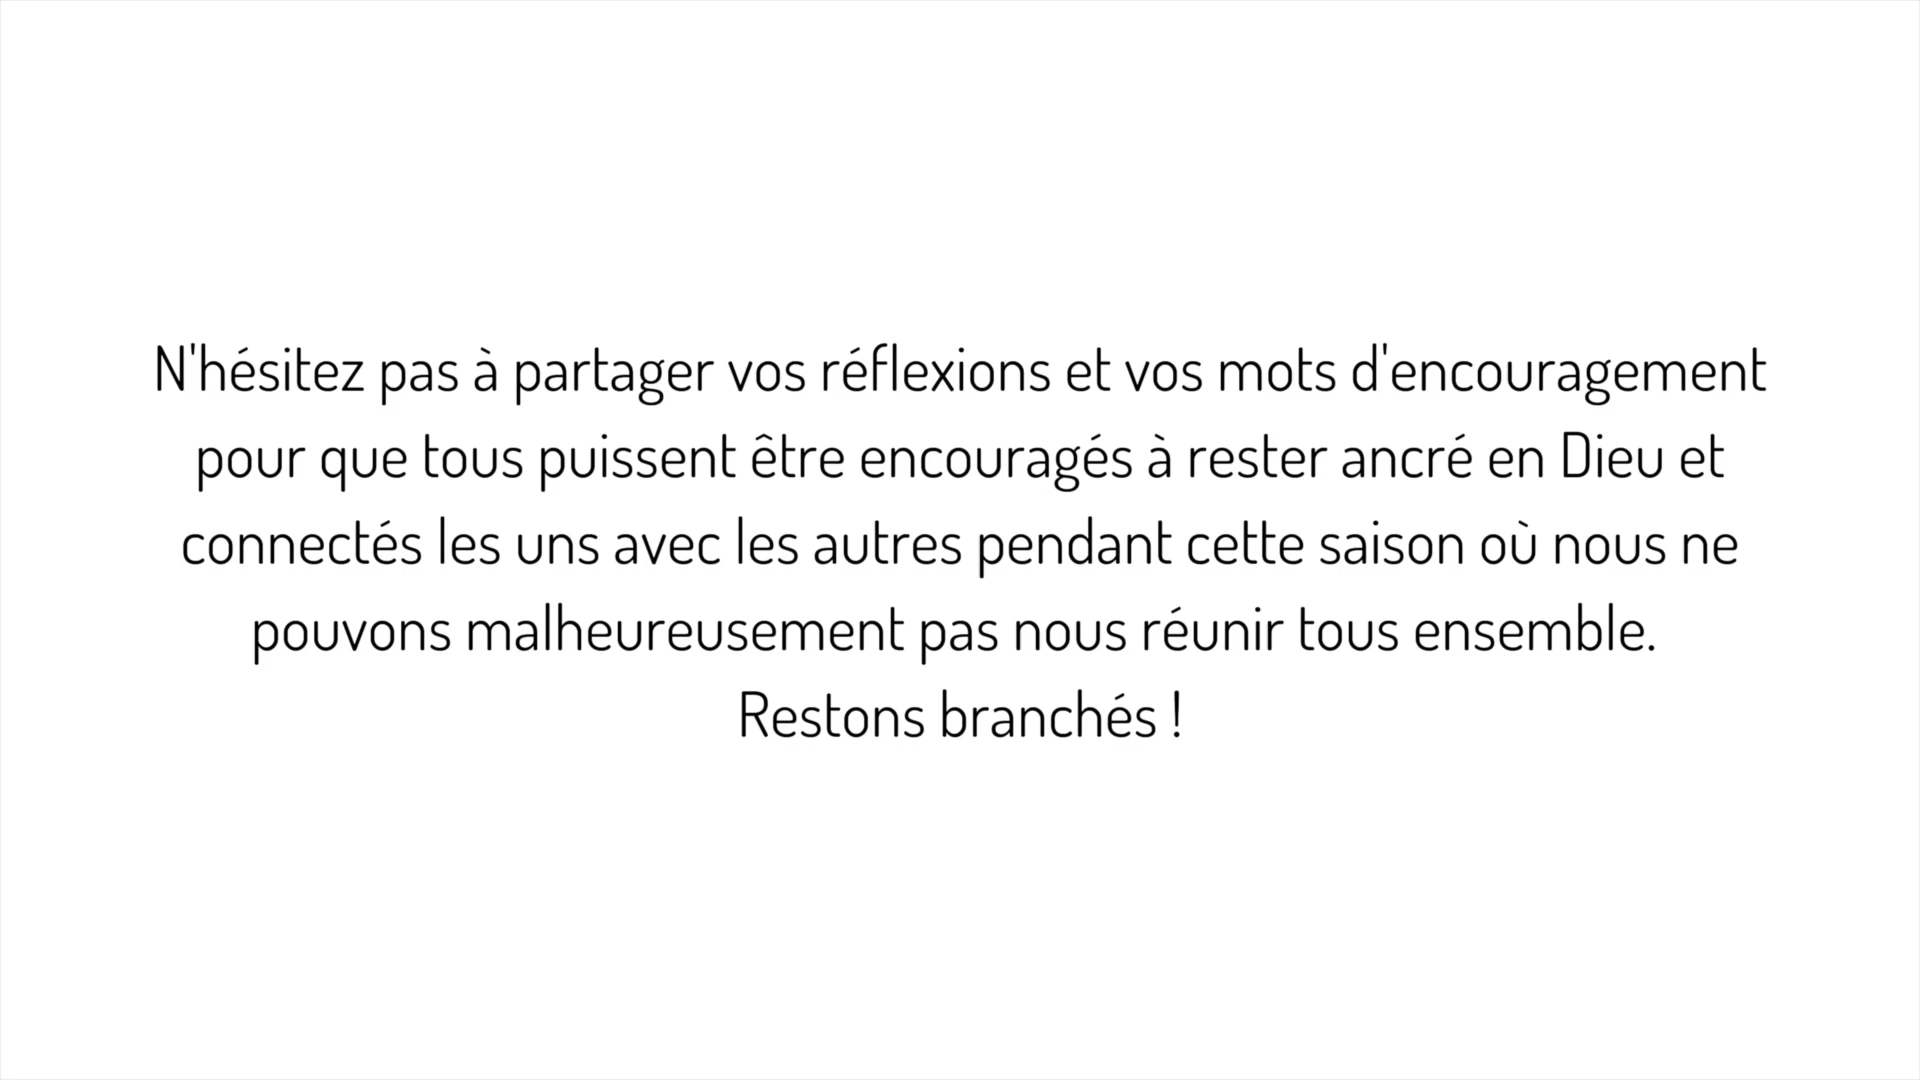 N'hésitez pas à partager vos réflexions et vos mots d'encouragement
pour que tous puissent être encouragés à rester ancré en Dieu et
connectés les uns avec les autres pendant cette saison où nous ne
pouvons malheureusement pas nous réunir tous ensemble.
Restons branchés !